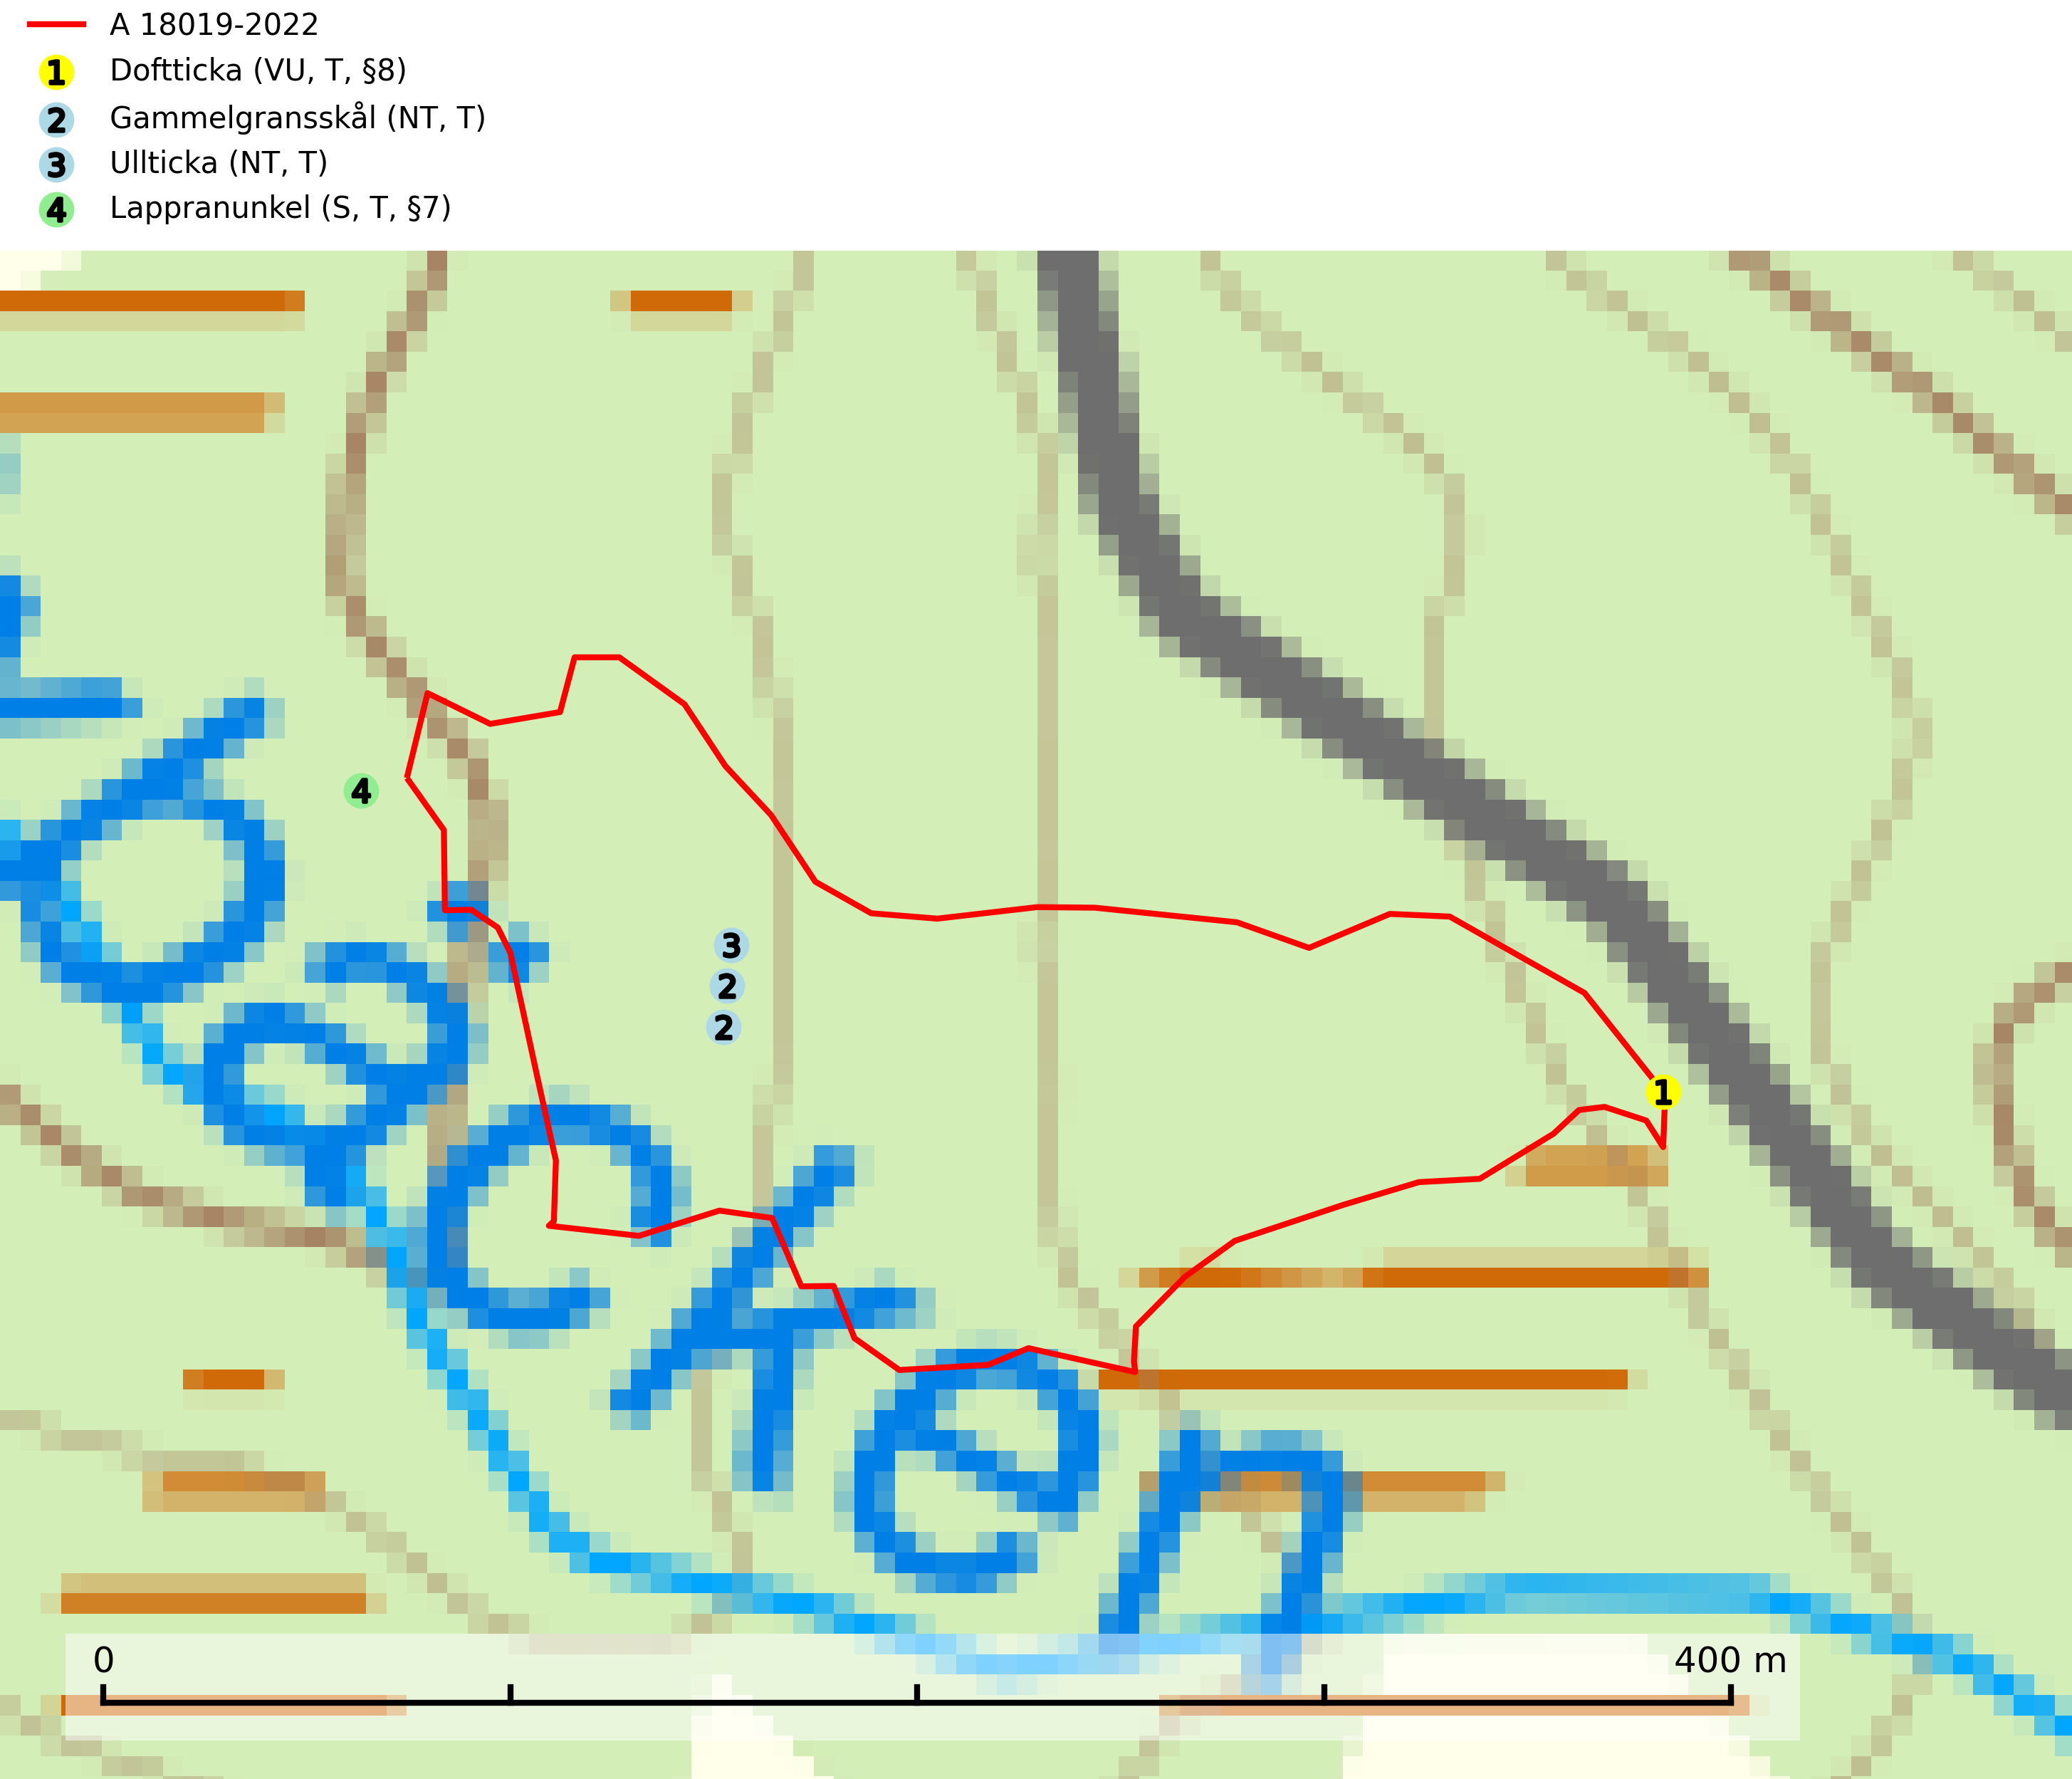 A 18019-2022
1 Doftticka (VU, T, §8)
2 Gammelgransskål (NT, T)
3 Ullticka (NT, T)
4 Lappranunkel (S, T, §7)
4
3
2
2
1
0 400 m